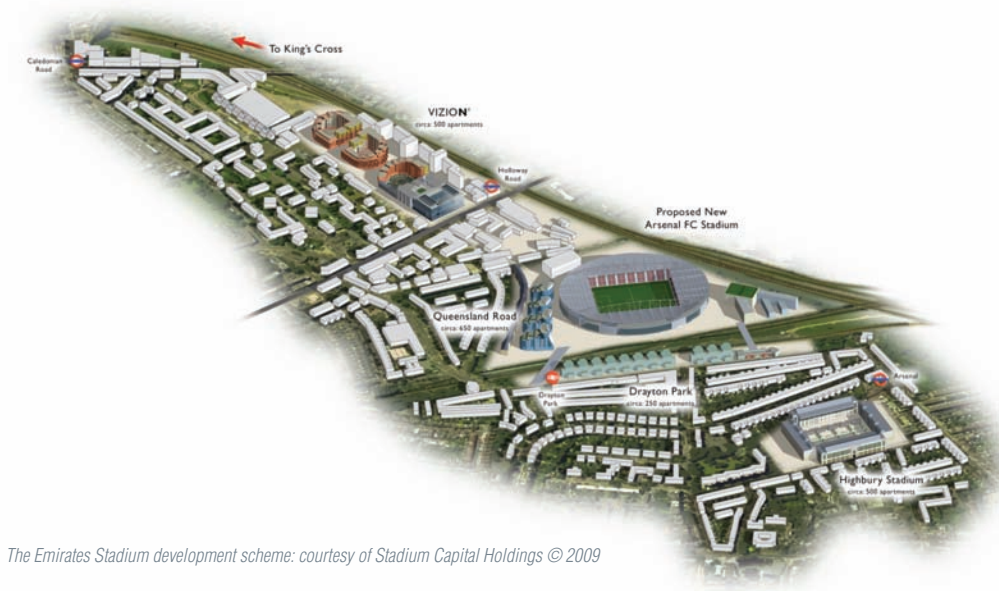 To King's Cross
Caledonian
Road
VIZION®
circa: 500 apartments
Holloway
Road
Proposed New
Arsenal FC Stadium
Queensland Road
circa: 650 apartments
Drayton
Park
Drayton Park
circa: 250 apartments
Arsenal
Highbury Stadium
circa: 500 apartments
The Emirates Stadium development scheme: courtesy of Stadium Capital Holdings © 2009